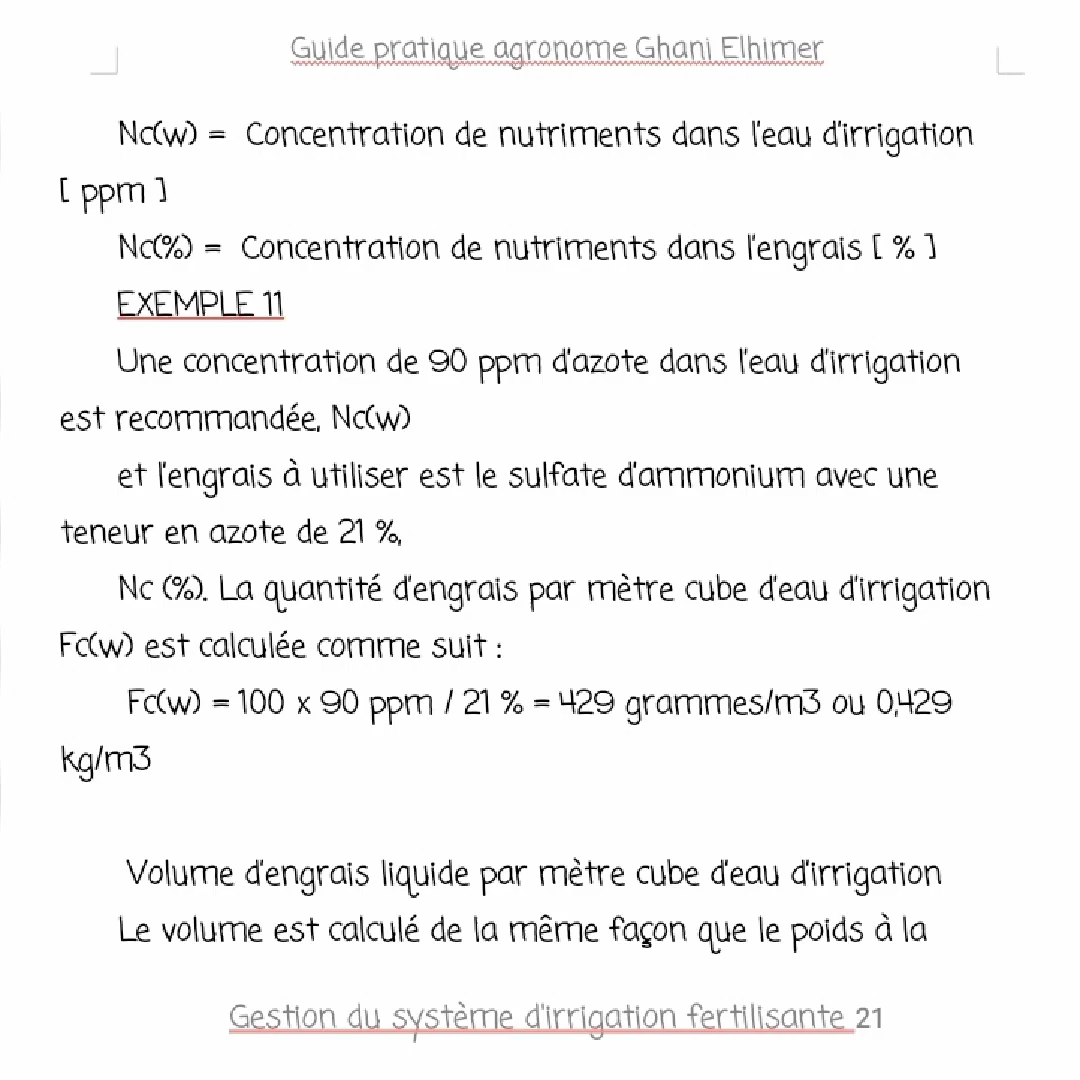 Guide pratique agronome Ghani Elhimer
Nc(w) = Concentration de nutriments dans l'eau d'irrigation
[ ppm ]
Nc(%) = Concentration de nutriments dans l'engrais [ % ]
EXEMPLE 11
Une concentration de 90 ppm d'azote dans l'eau d'irrigation
est recommandée, Nc(w)
et l'engrais à utiliser est le sulfate d'ammonium avec une
teneur en azote de 21 %,
Nc (%). La quantité d'engrais par mètre cube d'eau d'irrigation
Fc(w) est calculée comme suit :
Fc(w) = 100 x 90 ppm / 21 % = 429 grammes/m3 ou 0,429
kg/m3
Volume d'engrais liquide par mètre cube d'eau d'irrigation
Le volume est calculé de la même façon que le poids à la
Gestion du système d'irrigation fertilisante 21